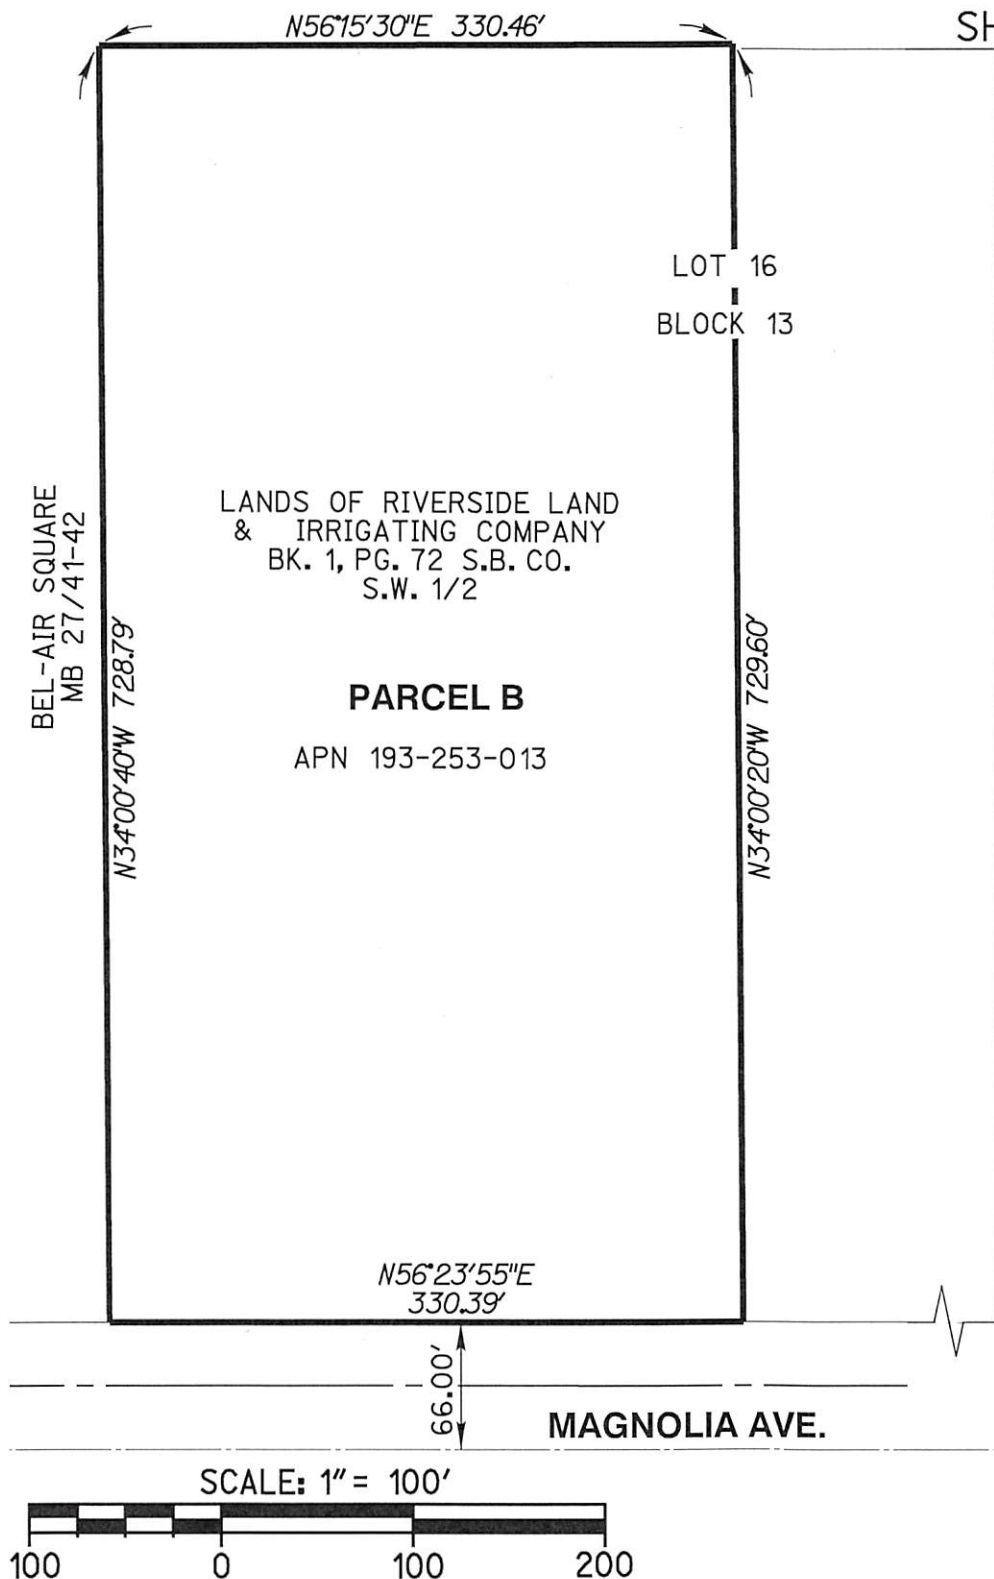 N56°15'30"E 330.46'
SH
LOT 16
BLOCK 13
BEL-AIR SQUARE
MB 27/41-42
LANDS OF RIVERSIDE LAND
& IRRIGATING COMPANY
BK. 1, PG. 72 S.B. CO.
S.W. 1/2
N34°00'40"W 728.79'
N34°00'20"W 729.60'
PARCEL B
APN 193-253-013
N56°23'55"E
330.39'
66.00'
MAGNOLIA AVE.
SCALE: 1" = 100'
100 0 100 200